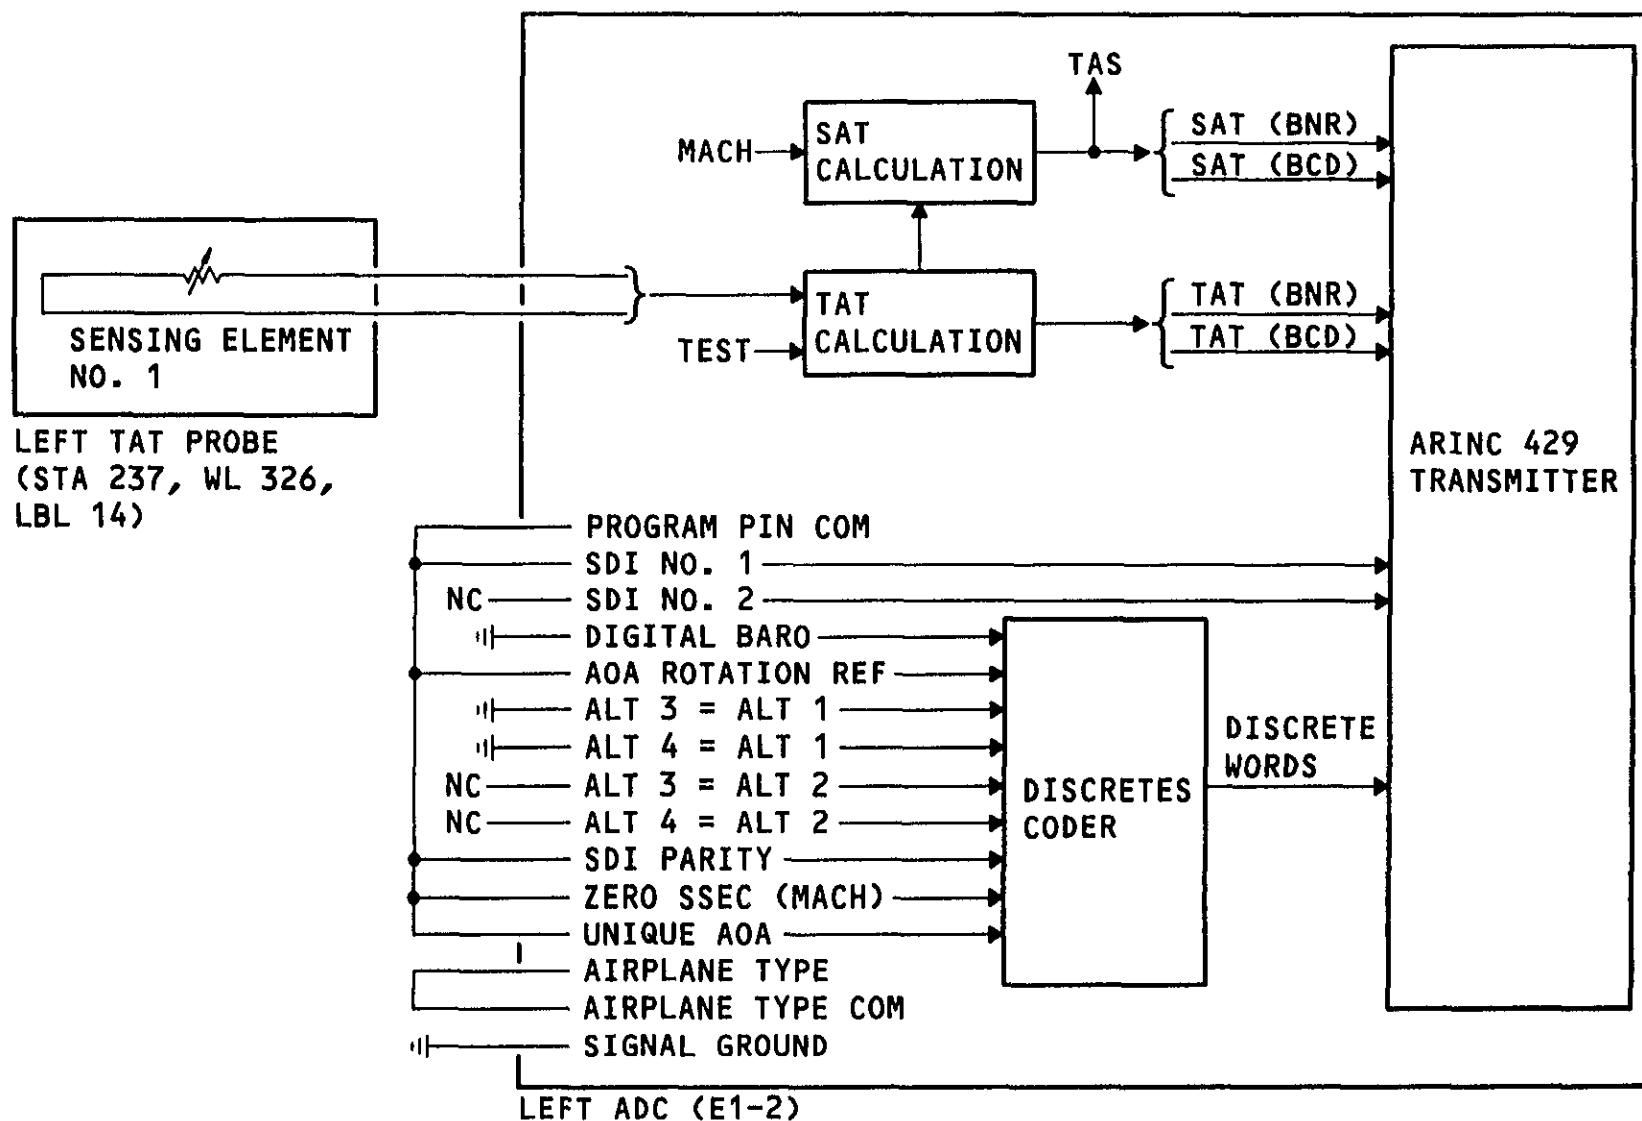 TAS
MACH
SAT
CALCULATION
SAT (BNR)
SAT (BCD)
SENSING ELEMENT
NO. 1
LEFT TAT PROBE
(STA 237, WL 326,
LBL 14)
TEST
TAT
CALCULATION
TAT (BNR)
TAT (BCD)
ARINC 429
TRANSMITTER
PROGRAM PIN COM
SDI NO. 1
NC SDI NO. 2
DIGITAL BARO
AOA ROTATION REF
ALT 3 = ALT 1
ALT 4 = ALT 1
NC ALT 3 = ALT 2
NC ALT 4 = ALT 2
SDI PARITY
ZERO SSEC (MACH)
UNIQUE AOA
AIRPLANE TYPE
AIRPLANE TYPE COM
SIGNAL GROUND
DISCRETES
CODER
DISCRETE
WORDS
LEFT ADC (E1-2)